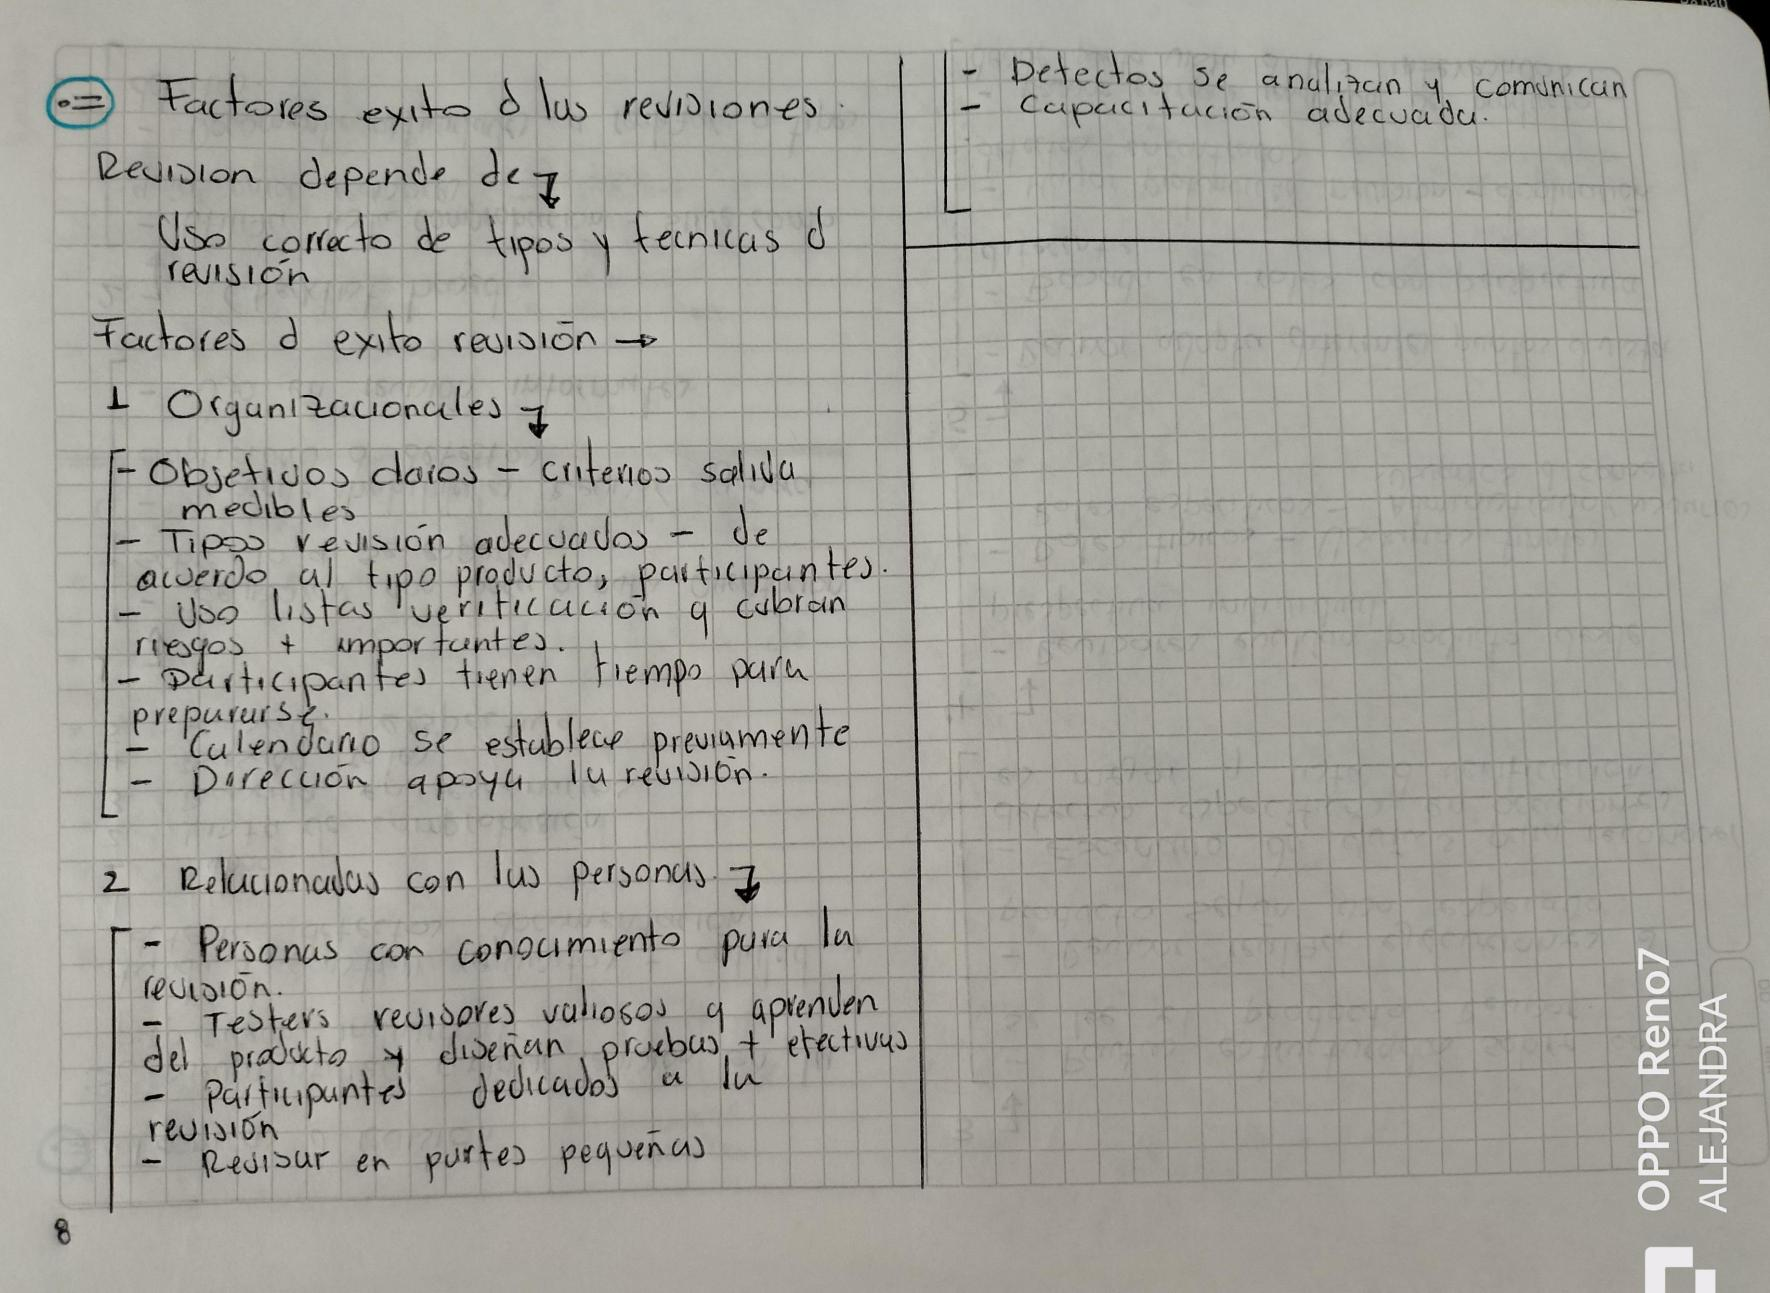 Factores exito d las revisiones.
Revision depende de ↓
Uso correcto de tipos y tecnicas d
revisión
Factores d exito revisión →
1 Organizacionales ↓
- Objetivos claros - criterios salida
medibles
- Tipos revisión adecuados - de
acuerdo al tipo producto, participantes.
- Uso listas verificación q cubran
riesgos + importantes.
- Participantes tienen tiempo para
prepararse.
- Calendario se establece previamente
- Dirección apoya la revisión.
2 Relacionadas con las personas. ↓
- Personas con conocimiento para la
revisión.
- Testers revisores valiosos q aprenden
del producto y diseñan pruebas + efectivas
- Participantes dedicados a la
revisión
- Revisar en partes pequeñas
8
- Defectos se analizan y comunican
- Capacitación adecuada.
OPPO Reno7
ALEJANDRA